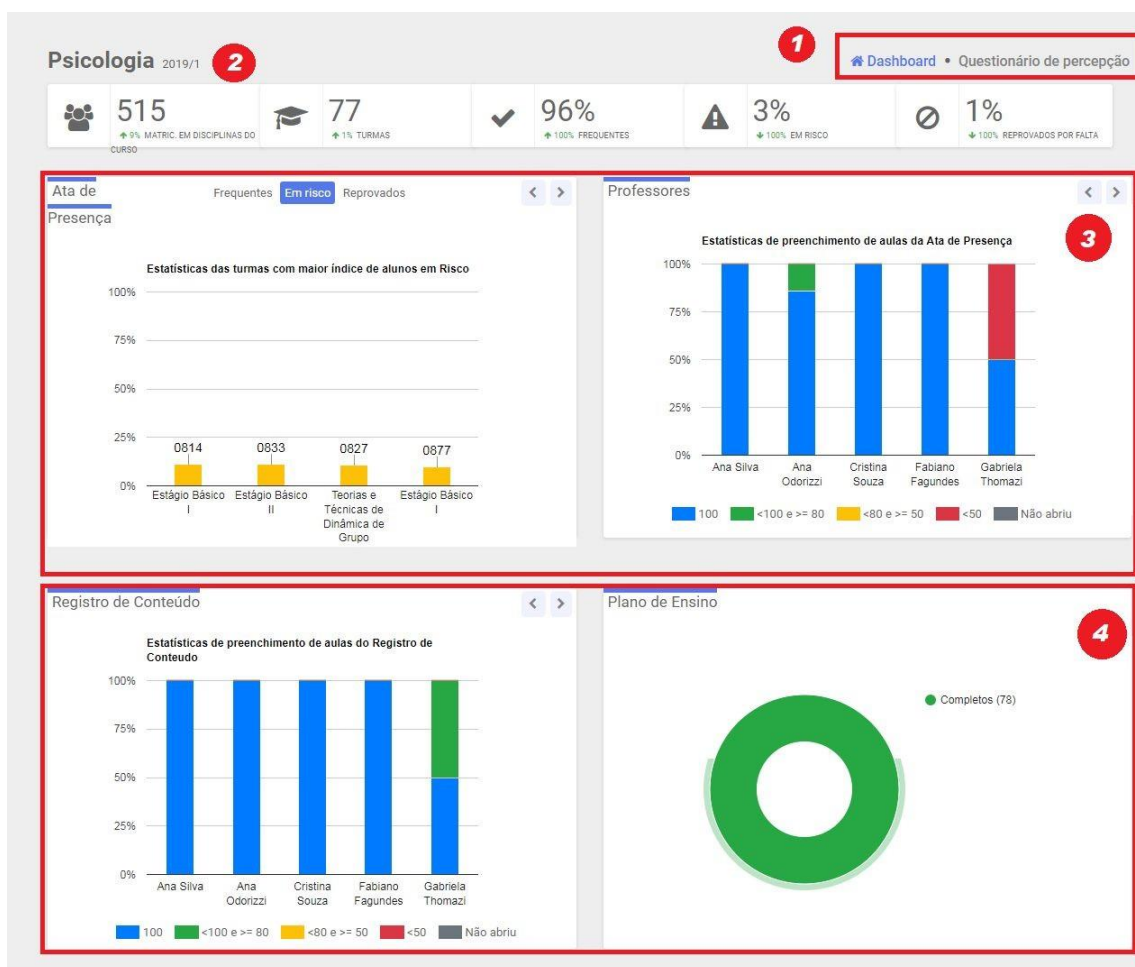 1
Psicologia 2019/1 2
Dashboard • Questionário de percepção
515
9% MATRIC. EM DISCIPLINAS DO
CURSO
77
1% TURMAS
96%
100% FREQUENTES
3%
100% EM RISCO
1%
100% REPROVADOS POR FALTA
Ata de
Presença
Frequentes Em risco Reprovados
< >
Estatísticas das turmas com maior índice de alunos em Risco
100%
75%
50%
25%
0%
0814 0833 0827 0877
Estágio Básico Estágio Básico Teorias e Estágio Básico
I II Técnicas de I
Dinâmica de
Grupo
Professores
< >
3
Estatísticas de preenchimento de aulas da Ata de Presença
100%
75%
50%
25%
0%
Ana Silva Ana Cristina Fabiano Gabriela
Odorizzi Souza Fagundes Thomazi
100 <100 e >= 80 <80 e >= 50 <50 Não abriu
Registro de Conteúdo
< >
Estatísticas de preenchimento de aulas do Registro de
Conteudo
100%
75%
50%
25%
0%
Ana Silva Ana Cristina Fabiano Gabriela
Odorizzi Souza Fagundes Thomazi
100 <100 e >= 80 <80 e >= 50 <50 Não abriu
Plano de Ensino
4
Completos (78)